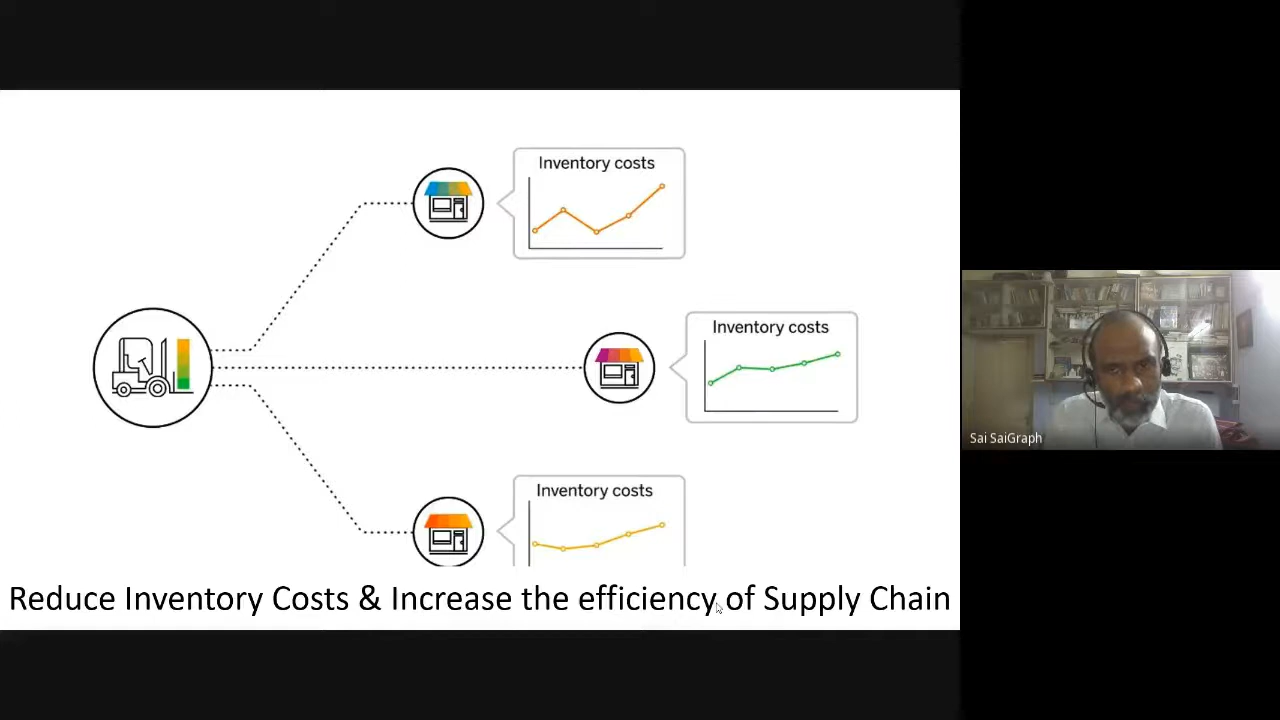 Inventory costs
Inventory costs
Inventory costs
Reduce Inventory Costs & Increase the efficiency of Supply Chain
Sai SaiGraph